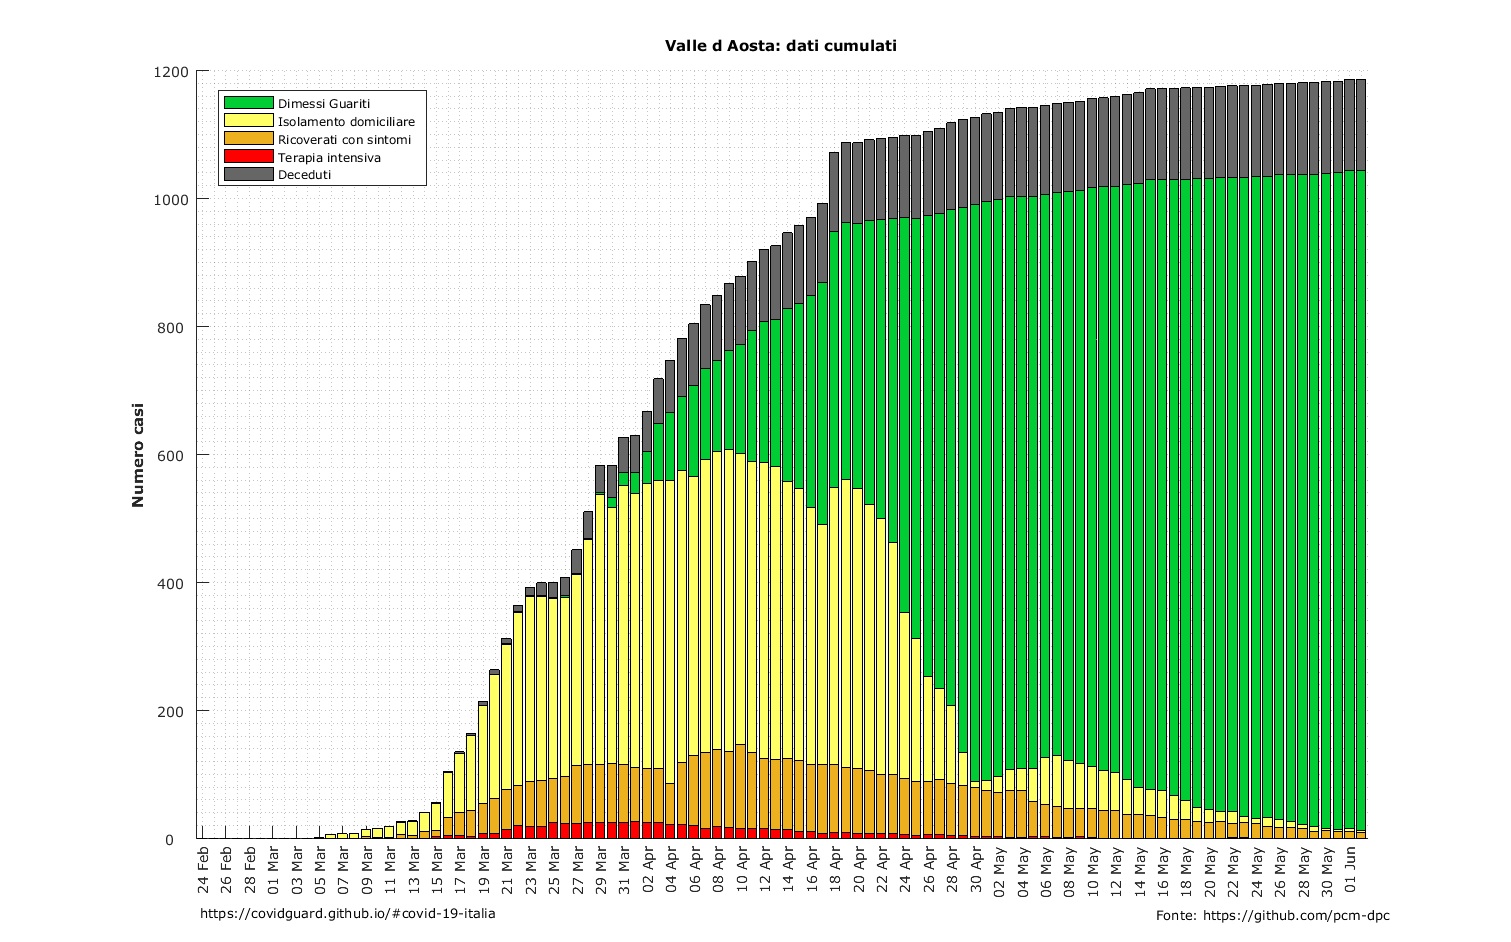 Valle d Aosta: dati cumulati
1200
1000
800
600
400
200
0
Numero casi
Dimessi Guariti
Isolamento domiciliare
Ricoverati con sintomi
Terapia intensiva
Deceduti
24 Feb
26 Feb
28 Feb
01 Mar
03 Mar
05 Mar
07 Mar
09 Mar
11 Mar
13 Mar
15 Mar
17 Mar
19 Mar
21 Mar
23 Mar
25 Mar
27 Mar
29 Mar
31 Mar
02 Apr
04 Apr
06 Apr
08 Apr
10 Apr
12 Apr
14 Apr
16 Apr
18 Apr
20 Apr
22 Apr
24 Apr
26 Apr
28 Apr
30 Apr
02 May
04 May
06 May
08 May
10 May
12 May
14 May
16 May
18 May
20 May
22 May
24 May
26 May
28 May
30 May
01 Jun
https://covidguard.github.io/#covid-19-italia
Fonte: https://github.com/pcm-dpc